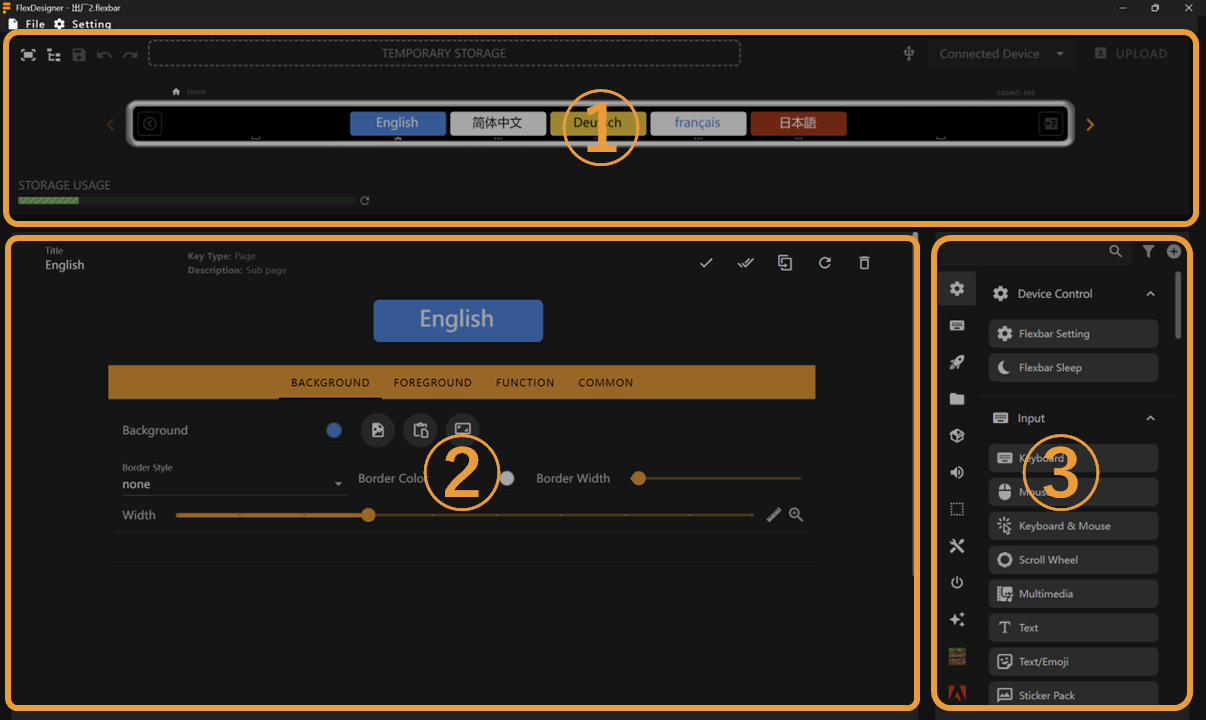 FlexDesigner - 出厂2.flexbar
File Setting
TEMPORARY STORAGE
Connected Device
UPLOAD
Home
COUNT: 560
English
简体中文
Deutsch
français
日本語
1
STORAGE USAGE
Title
English
Key Type: Page
Description: Sub page
English
BACKGROUND FOREGROUND FUNCTION COMMON
Background
Border Style
none
Border Color
Border Width
2
Width
Device Control
Flexbar Setting
Flexbar Sleep
Input
Keyboard
Mouse
3
Keyboard & Mouse
Scroll Wheel
Multimedia
Text
Text/Emoji
Sticker Pack